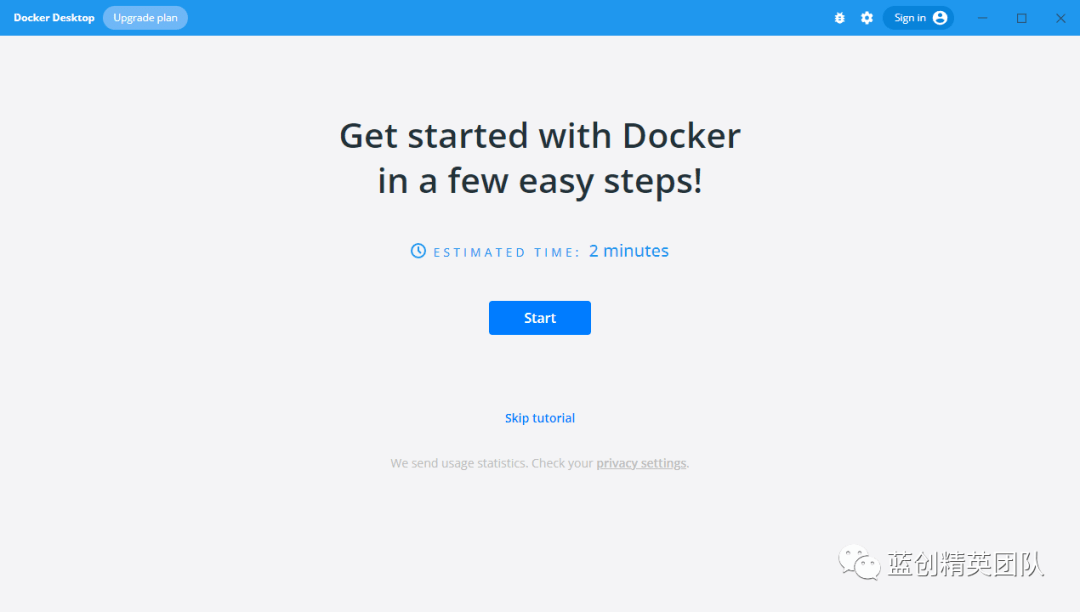 Docker Desktop Upgrade plan Sign in
Get started with Docker
in a few easy steps!
ESTIMATED TIME: 2 minutes
Start
Skip tutorial
We send usage statistics. Check your privacy settings.
蓝创精英团队